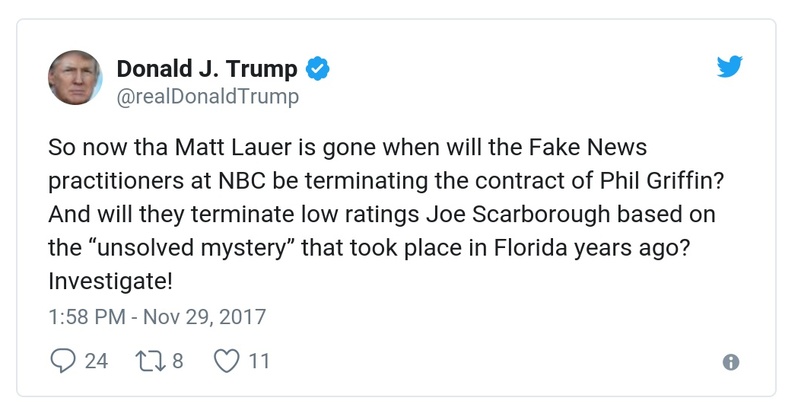 Donald J. Trump
@realDonaldTrump
So now tha Matt Lauer is gone when will the Fake News
practitioners at NBC be terminating the contract of Phil Griffin?
And will they terminate low ratings Joe Scarborough based on
the “unsolved mystery” that took place in Florida years ago?
Investigate!
1:58 PM - Nov 29, 2017
24 8 11